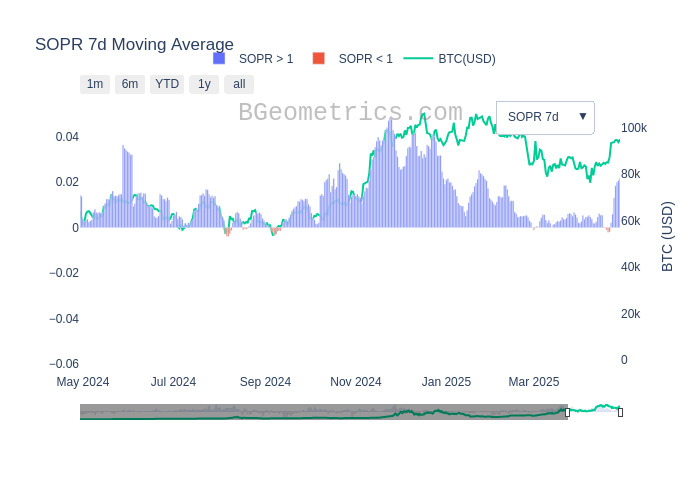 SOPR 7d Moving Average
SOPR > 1
SOPR < 1
BTC(USD)
1m
6m
YTD
1y
all
BGeometrics.com
SOPR 7d
▼
0.04
0.02
0
−0.02
−0.04
−0.06
100k
80k
60k
40k
20k
0
BTC (USD)
May 2024
Jul 2024
Sep 2024
Nov 2024
Jan 2025
Mar 2025